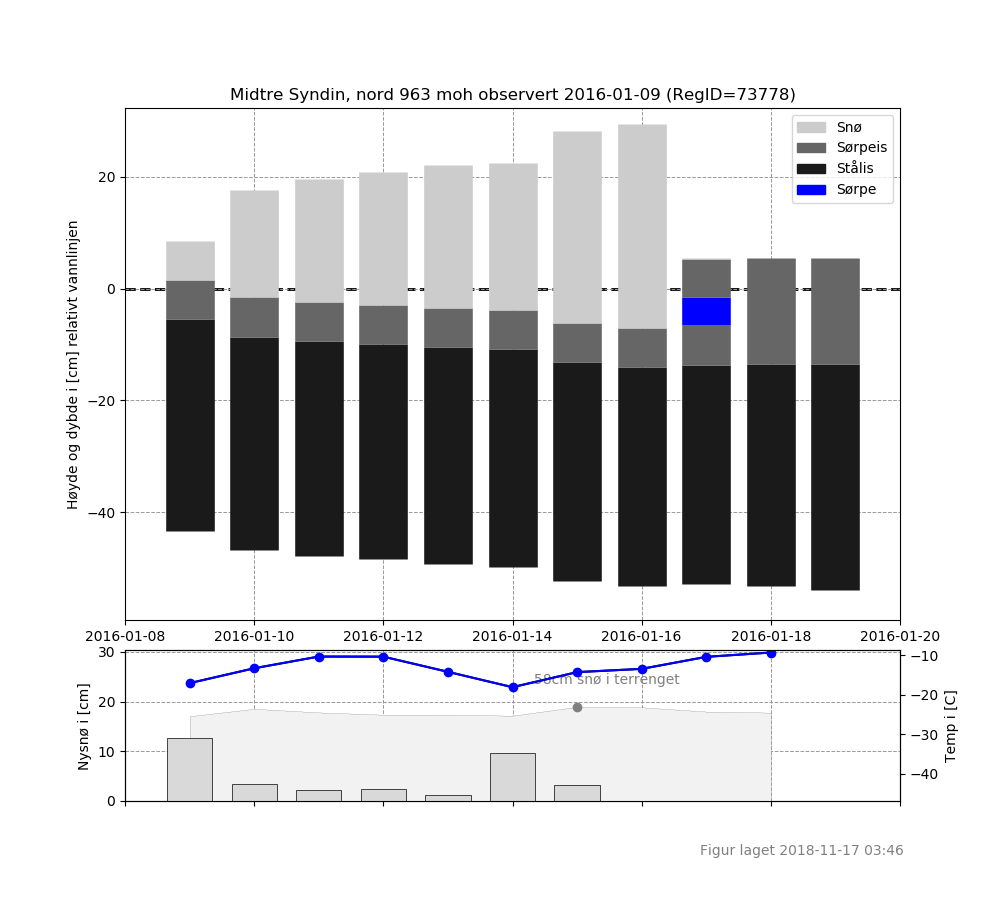 Midtre Syndin, nord 963 moh observert 2016-01-09 (RegID=73778)
Snø
Sørpeis
Stålis
Sørpe
Høyde og dybde i [cm] relativt vannlinjen
20
0
−20
−40
2016-01-08
2016-01-10
2016-01-12
2016-01-14
2016-01-16
2016-01-18
2016-01-20
Nysnø i [cm]
30
20
10
0
58cm snø i terrenget
−10
−20
−30
−40
Temp i [C]
Figur laget 2018-11-17 03:46